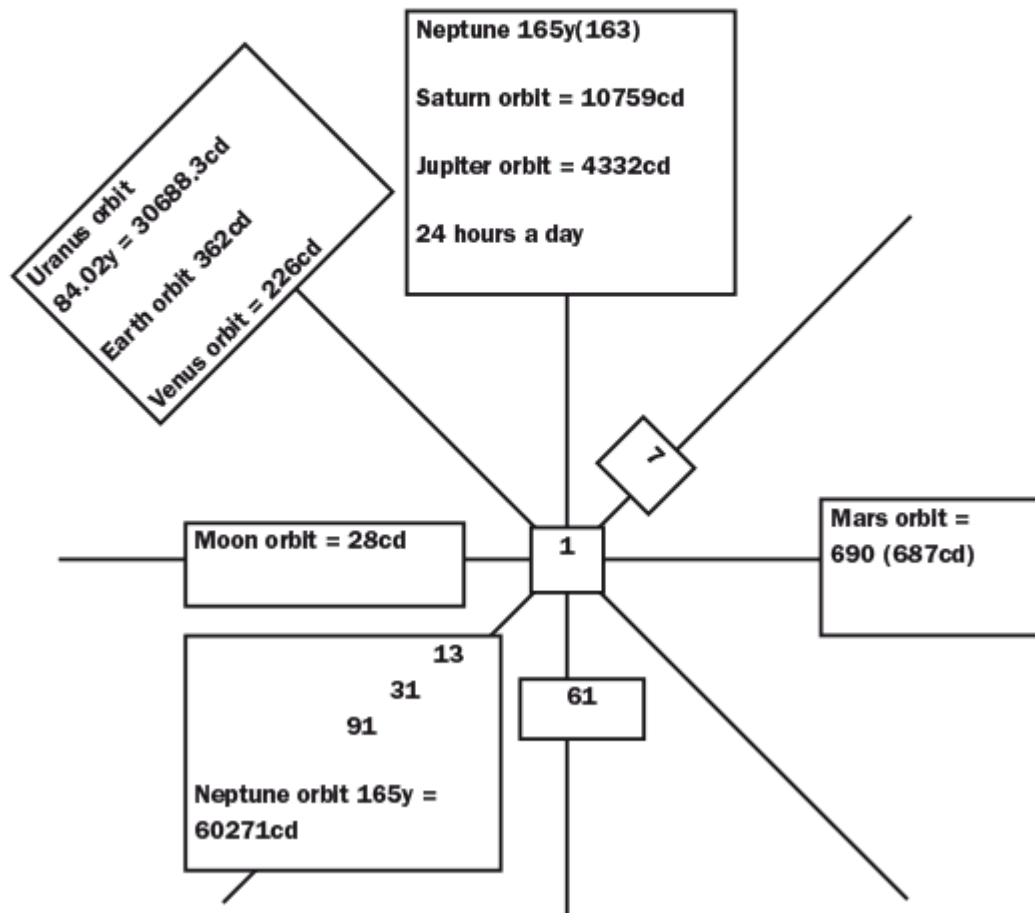 Neptune 165y(163)
Saturn orbit = 10759cd
Jupiter orbit = 4332cd
24 hours a day
Uranus orbit
84.02y = 30688.3cd
Earth orbit 362cd
Venus orbit = 226cd
7
Mars orbit =
690 (687cd)
Moon orbit = 28cd
1
13
31
91
Neptune orbit 165y =
60271cd
61